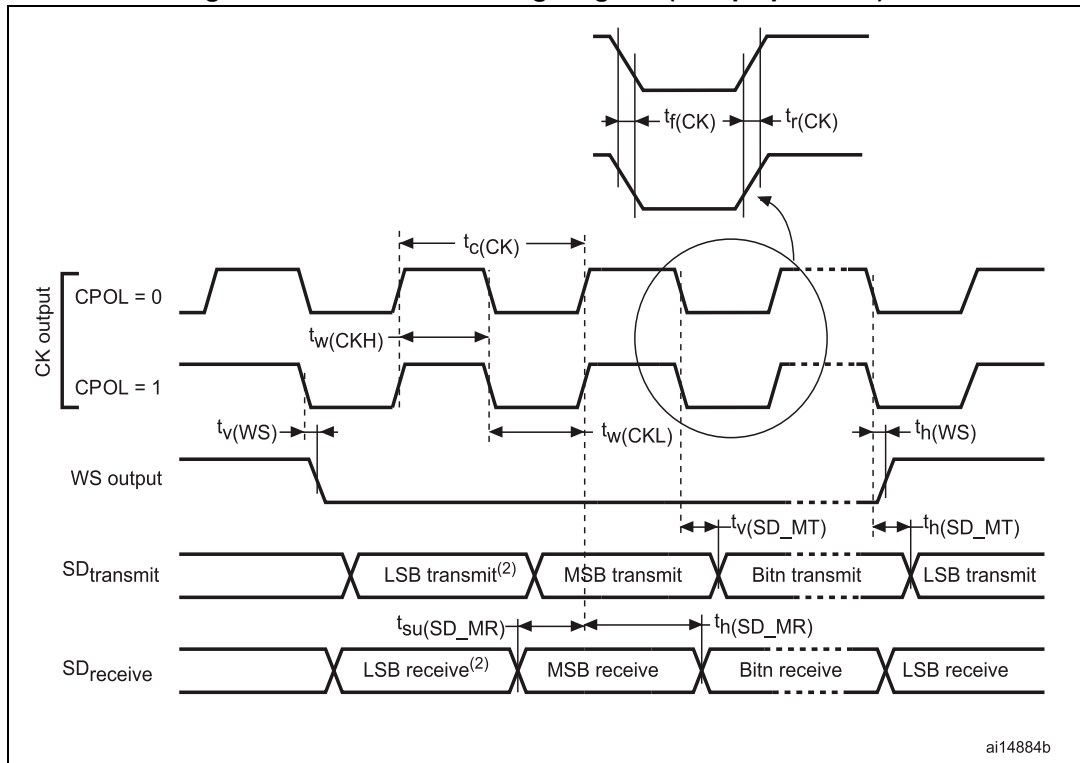 tf(CK)
tr(CK)
tc(CK)
CK output
CPOL = 0
tw(CKH)
CPOL = 1
tv(WS)
tw(CKL)
th(WS)
WS output
tv(SD_MT)
th(SD_MT)
SDtransmit
LSB transmit(2)
MSB transmit
Bitn transmit
LSB transmit
tsu(SD_MR)
th(SD_MR)
SDreceive
LSB receive(2)
MSB receive
Bitn receive
LSB receive
ai14884b